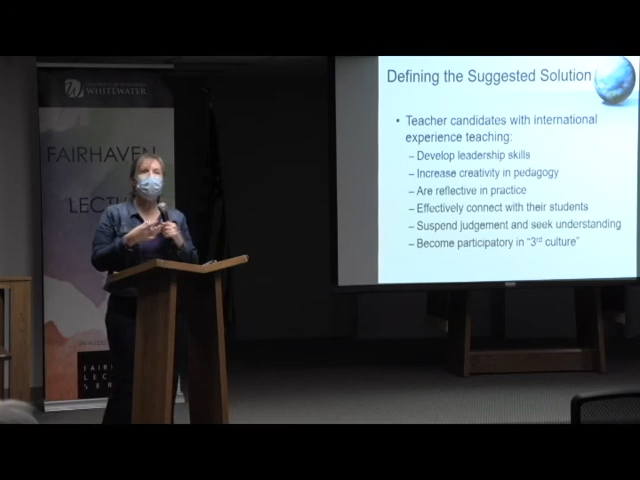 WHITEWATER
FAIRHAVEN
Defining the Suggested Solution
• Teacher candidates with international
experience teaching:
– Develop leadership skills
– Increase creativity in pedagogy
– Are reflective in practice
– Effectively connect with their students
– Suspend judgement and seek understanding
– Become participatory in "3rd culture"